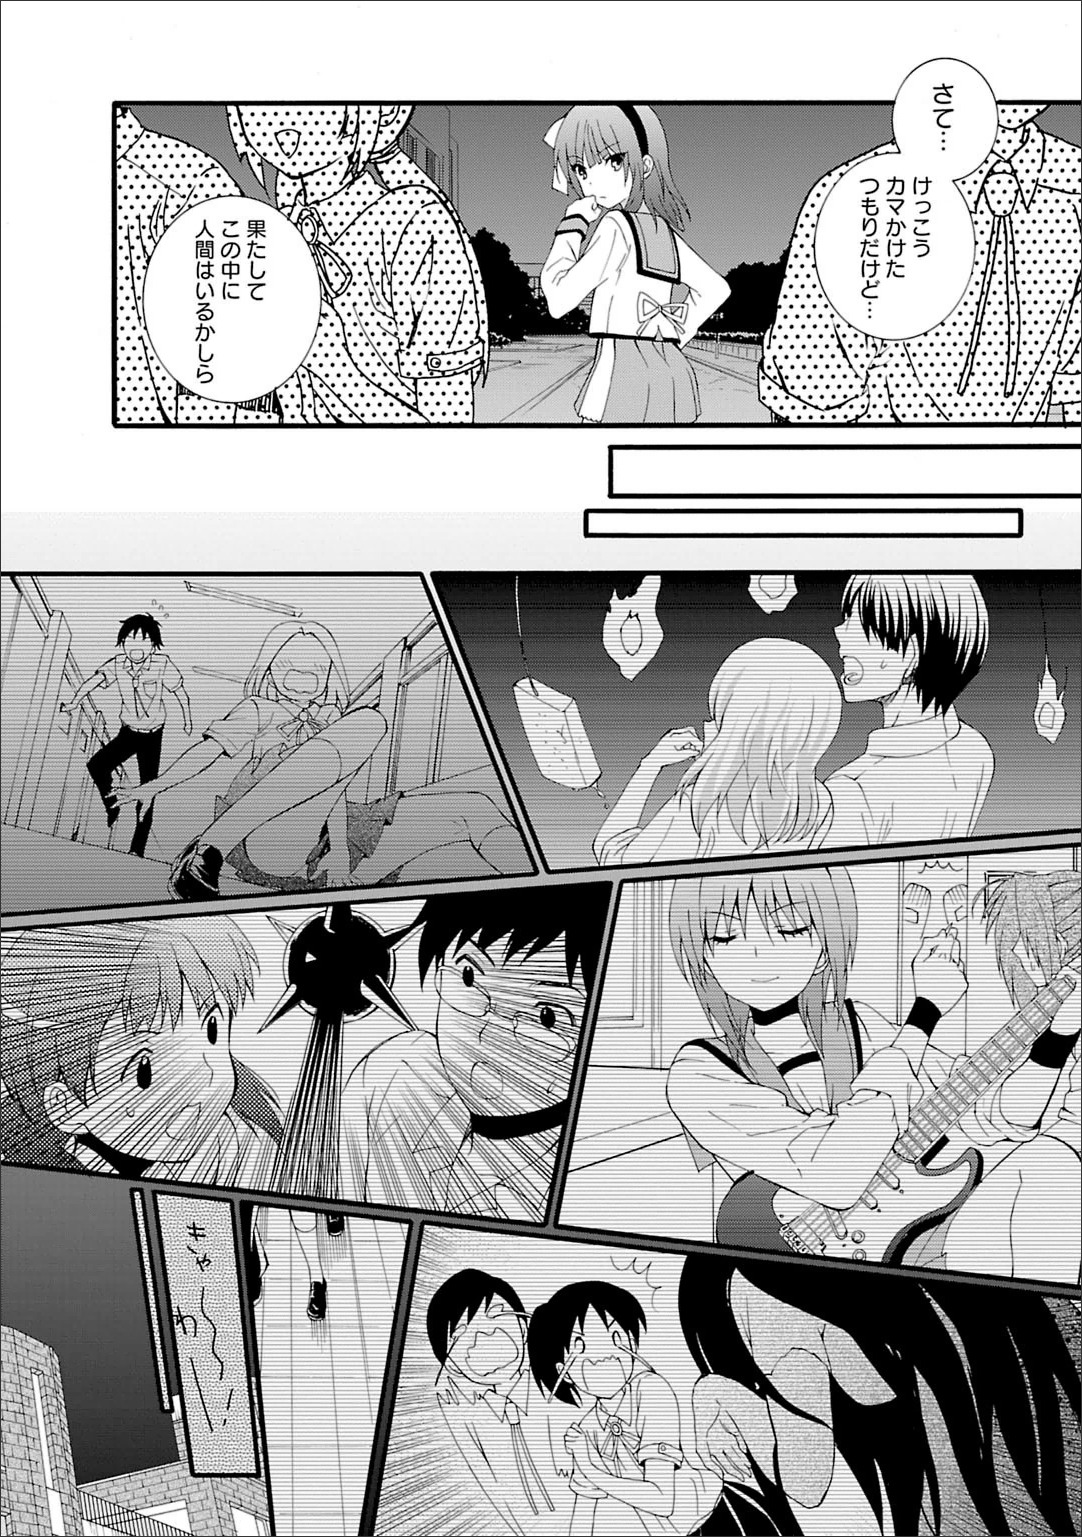 さて…
けっこう
カマかけた
つもりだけど…
果たして
この中に
人間はいるかしら
きゃ〜〜
わ〜〜!